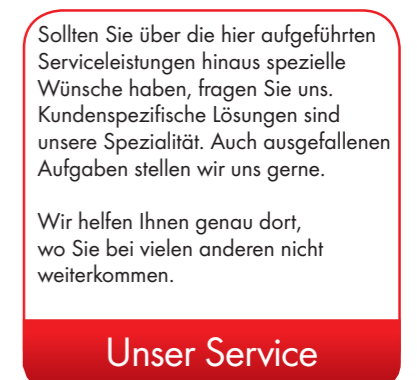 Sollten Sie über die hier aufgeführten
Serviceleistungen hinaus spezielle
Wünsche haben, fragen Sie uns.
Kundenspezifische Lösungen sind
unsere Spezialität. Auch ausgefallenen
Aufgaben stellen wir uns gerne.
Wir helfen Ihnen genau dort,
wo Sie bei vielen anderen nicht
weiterkommen.
Unser Service